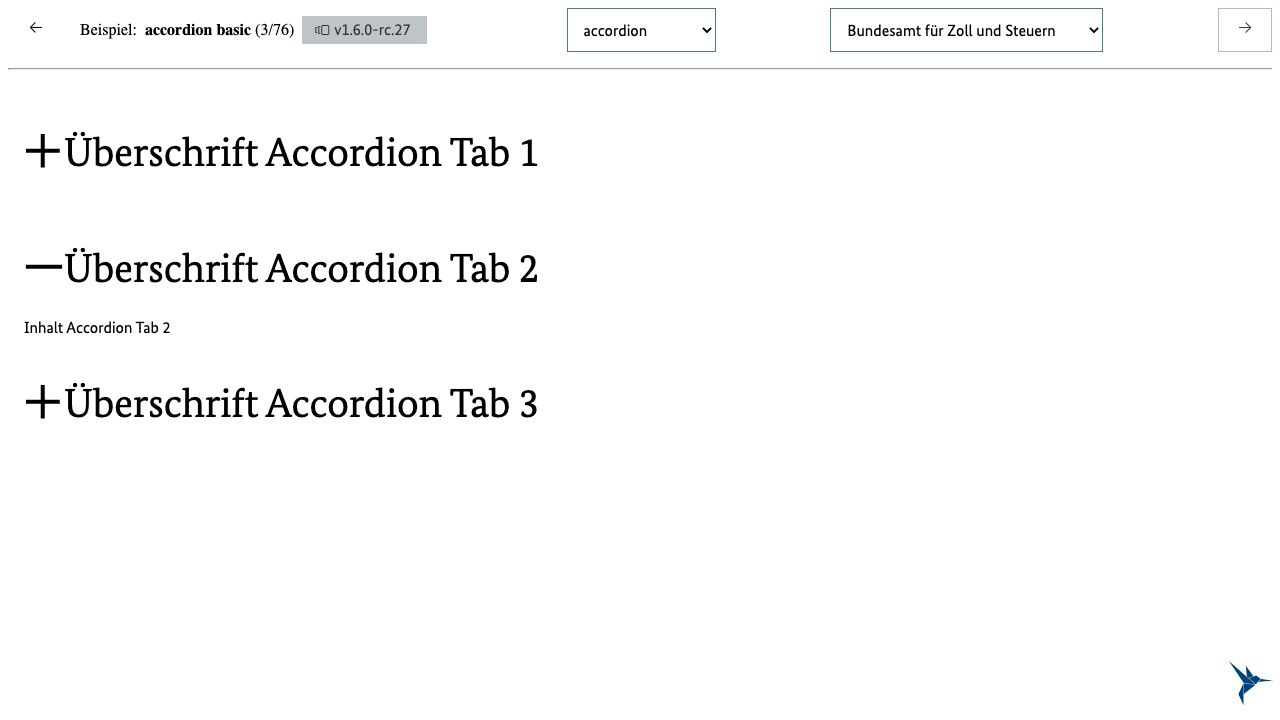 Beispiel: accordion basic (3/76) v1.6.0-rc.27 accordion Bundesamt für Zoll und Steuern
Überschrift Accordion Tab 1
Überschrift Accordion Tab 2
Inhalt Accordion Tab 2
Überschrift Accordion Tab 3